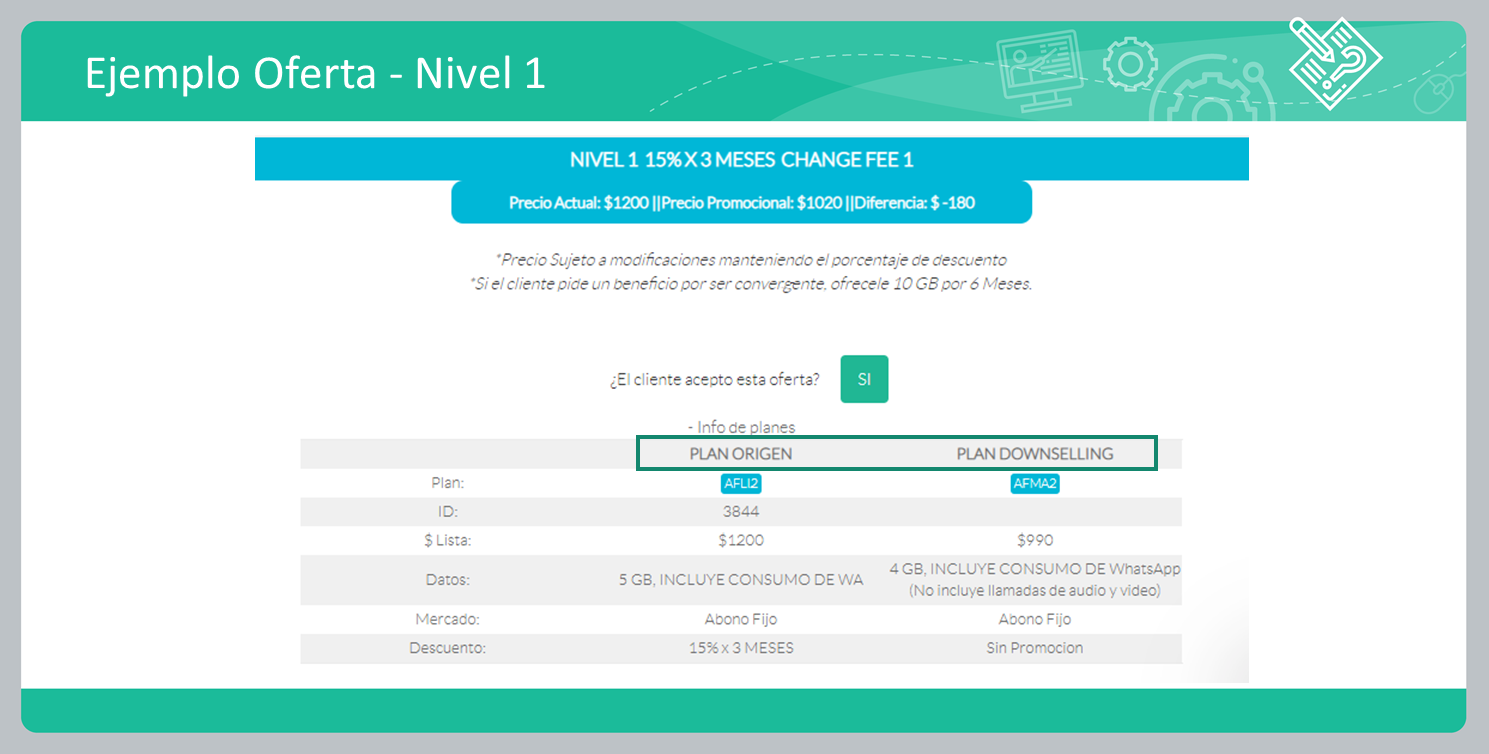 Ejemplo Oferta - Nivel 1
NIVEL 1 15% X 3 MESES CHANGE FEE 1
Precio Actual: $1200 ||Precio Promocional: $1020 ||Diferencia: $ -180
*Precio Sujeto a modificaciones manteniendo el porcentaje de descuento
*Si el cliente pide un beneficio por ser convergente, ofrecele 10 GB por 6 Meses.
¿El cliente acepto esta oferta? SI
- Info de planes
PLAN ORIGEN PLAN DOWNSELLING
Plan: AFLI2 AFMA2
ID: 3844
$ Lista: $1200 $990
Datos: 5 GB, INCLUYE CONSUMO DE WA 4 GB, INCLUYE CONSUMO DE WhatsApp
(No incluye llamadas de audio y video)
Mercado: Abono Fijo Abono Fijo
Descuento: 15% x 3 MESES Sin Promocion